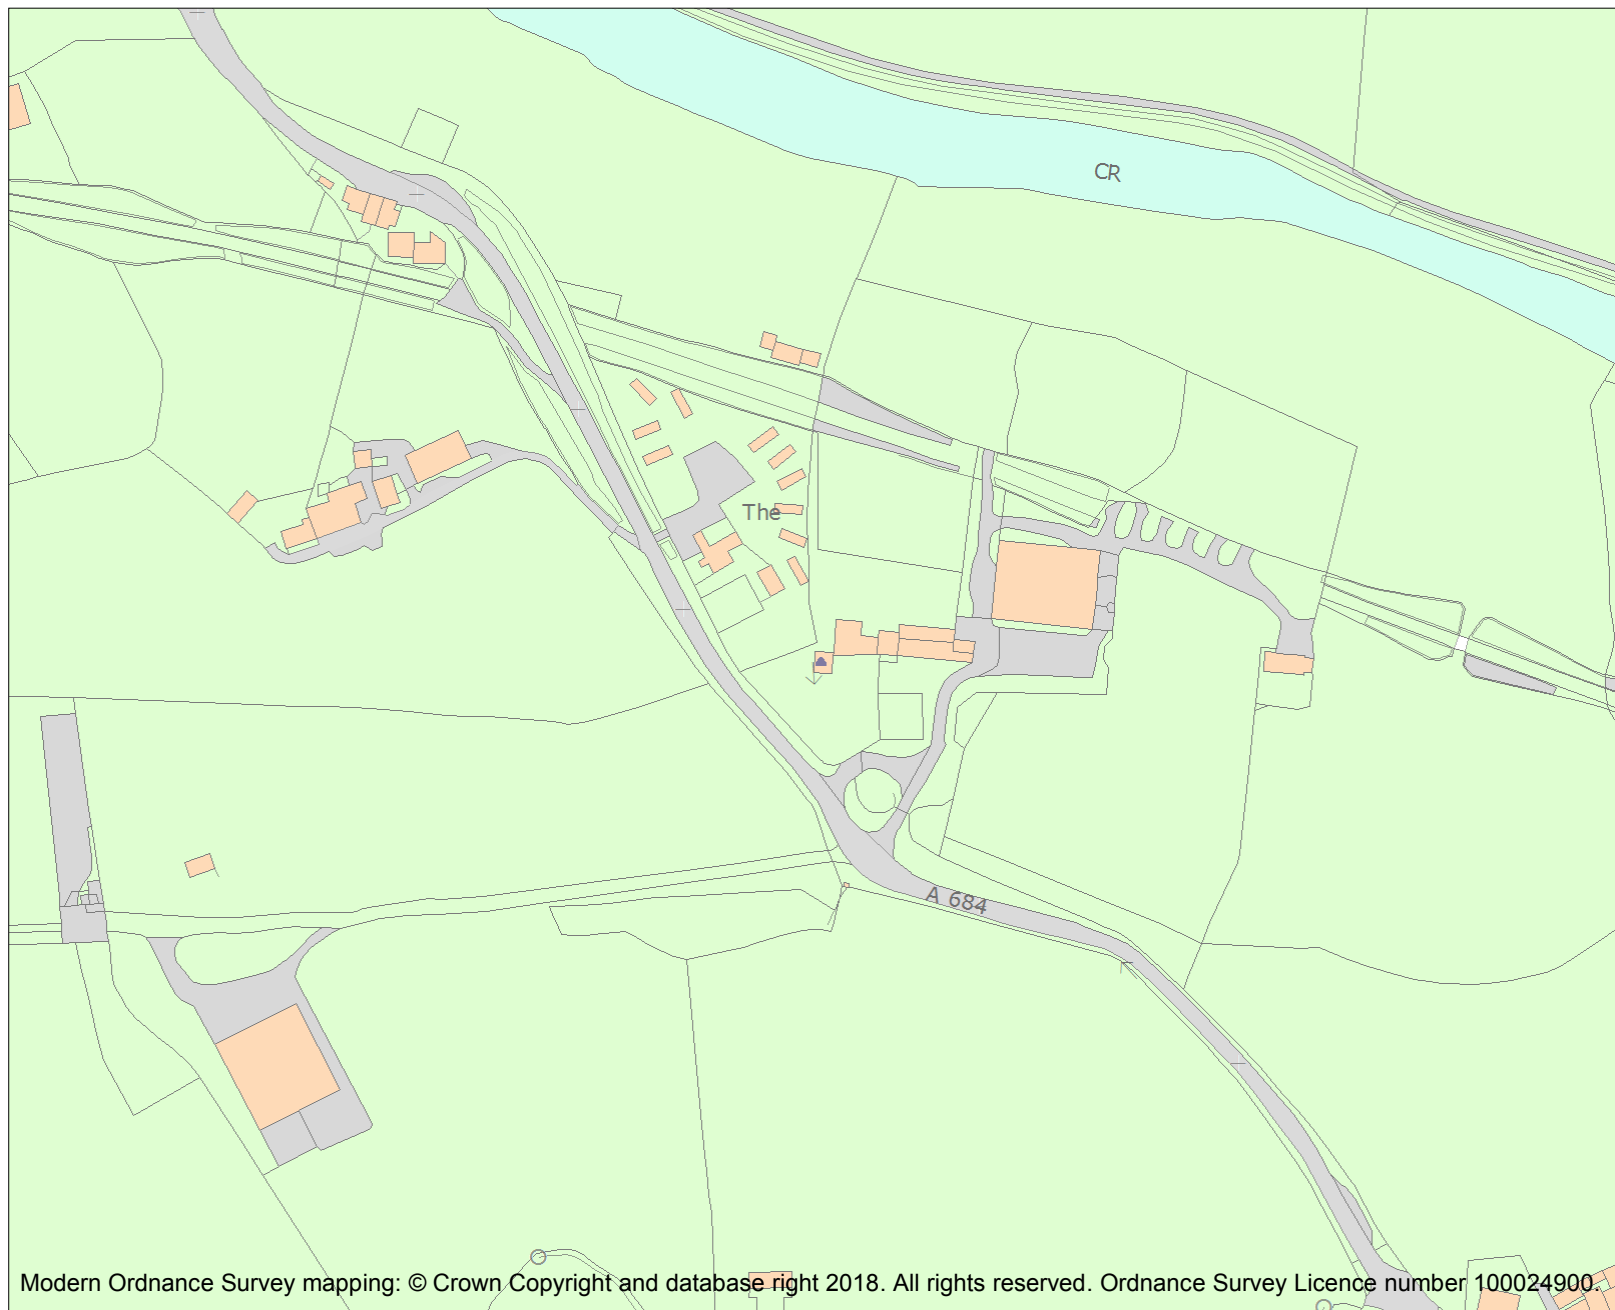 CR
The
A 684
Modern Ordnance Survey mapping: © Crown Copyright and database right 2018. All rights reserved. Ordnance Survey Licence number 100024900.